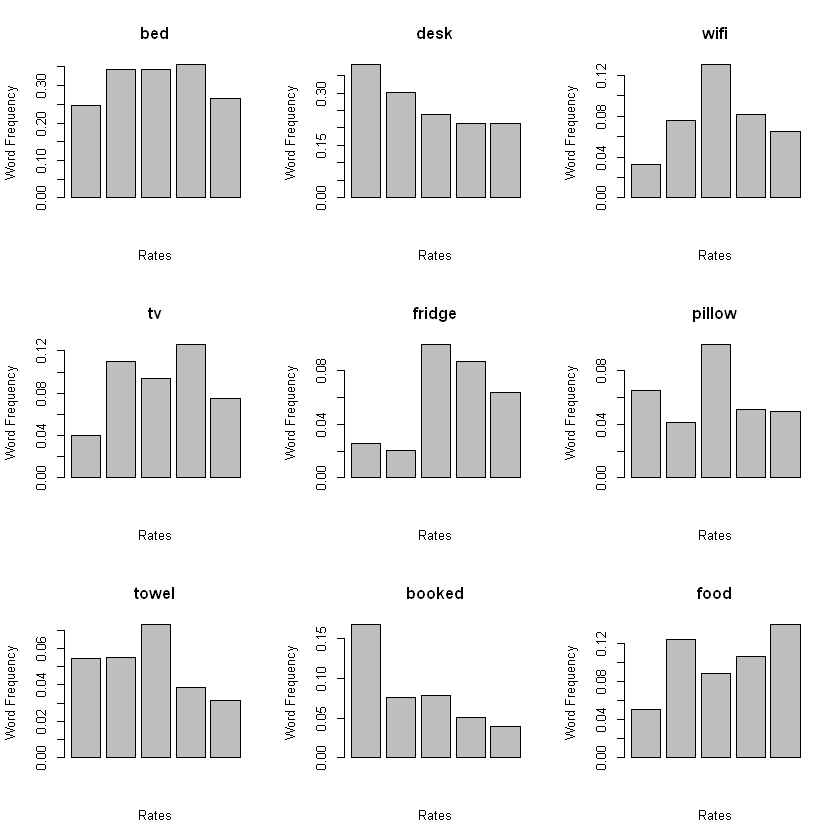 bed
Word Frequency
0.00 0.10 0.20 0.30
Rates
desk
Word Frequency
0.00 0.15 0.30
Rates
wifi
Word Frequency
0.00 0.04 0.08 0.12
Rates
tv
Word Frequency
0.00 0.04 0.08 0.12
Rates
fridge
Word Frequency
0.00 0.04 0.08
Rates
pillow
Word Frequency
0.00 0.04 0.08
Rates
towel
Word Frequency
0.00 0.02 0.04 0.06
Rates
booked
Word Frequency
0.00 0.05 0.10 0.15
Rates
food
Word Frequency
0.00 0.04 0.08 0.12
Rates